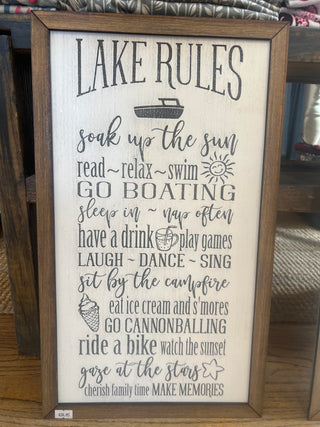 LAKE RULES
soak up the sun
read ~ relax ~ swim
GO BOATING
sleep in ~ nap often
have a drink play games
LAUGH ~ DANCE ~ SING
sit by the campfire
eat ice cream and s'mores
GO CANNONBALLING
ride a bike watch the sunset
gaze at the stars
cherish family time MAKE MEMORIES